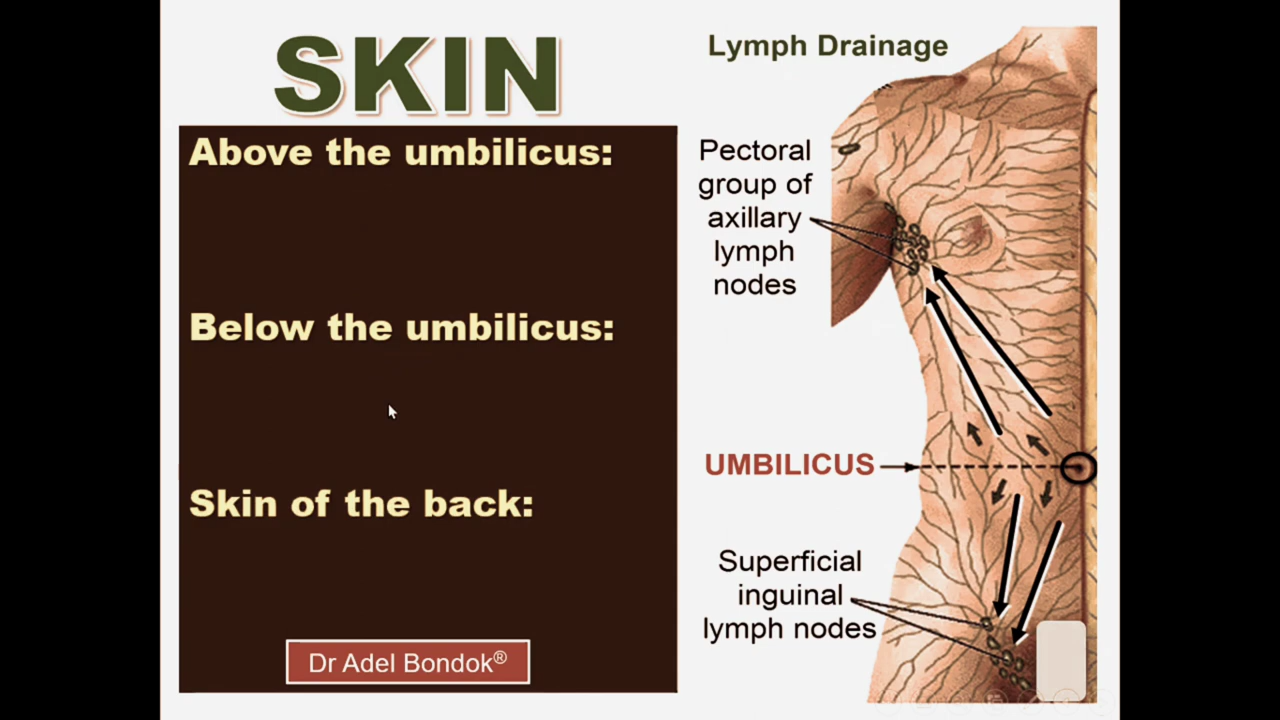 SKIN
Above the umbilicus:
Below the umbilicus:
Skin of the back:
Dr Adel Bondok®
Lymph Drainage
Pectoral
group of
axillary
lymph
nodes
UMBILICUS
Superficial
inguinal
lymph nodes